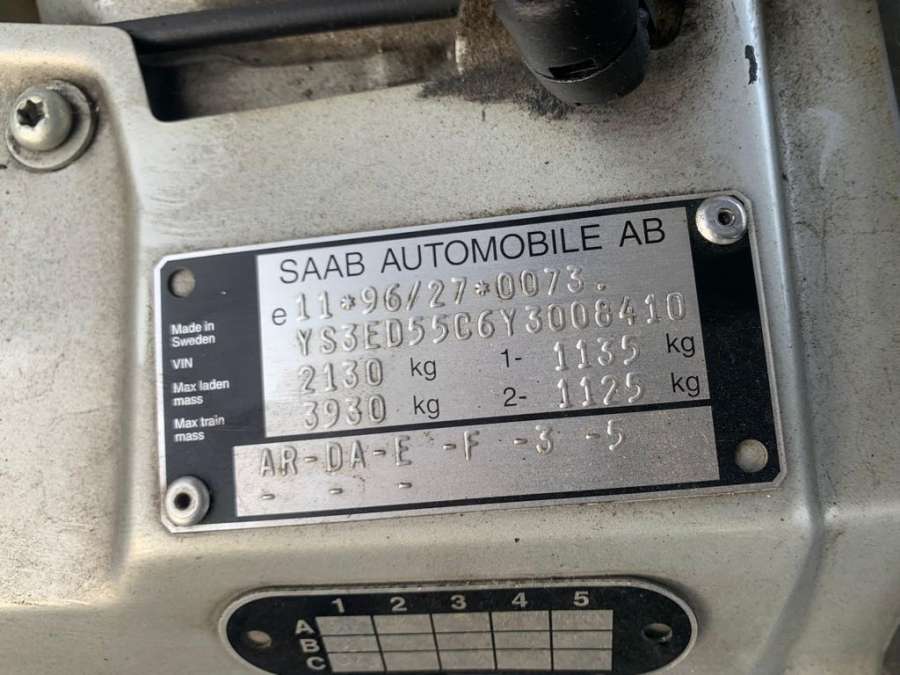 SAAB AUTOMOBILE AB
e11*96/27*0073.
Made in
Sweden
VIN YS3ED55C6Y3008410
Max laden
mass 2130 kg 1- 1135 kg
Max train
mass 3930 kg 2- 1125 kg
AR-DA-E -F -3 -5
- - -
1 2 3 4 5
A
B
C